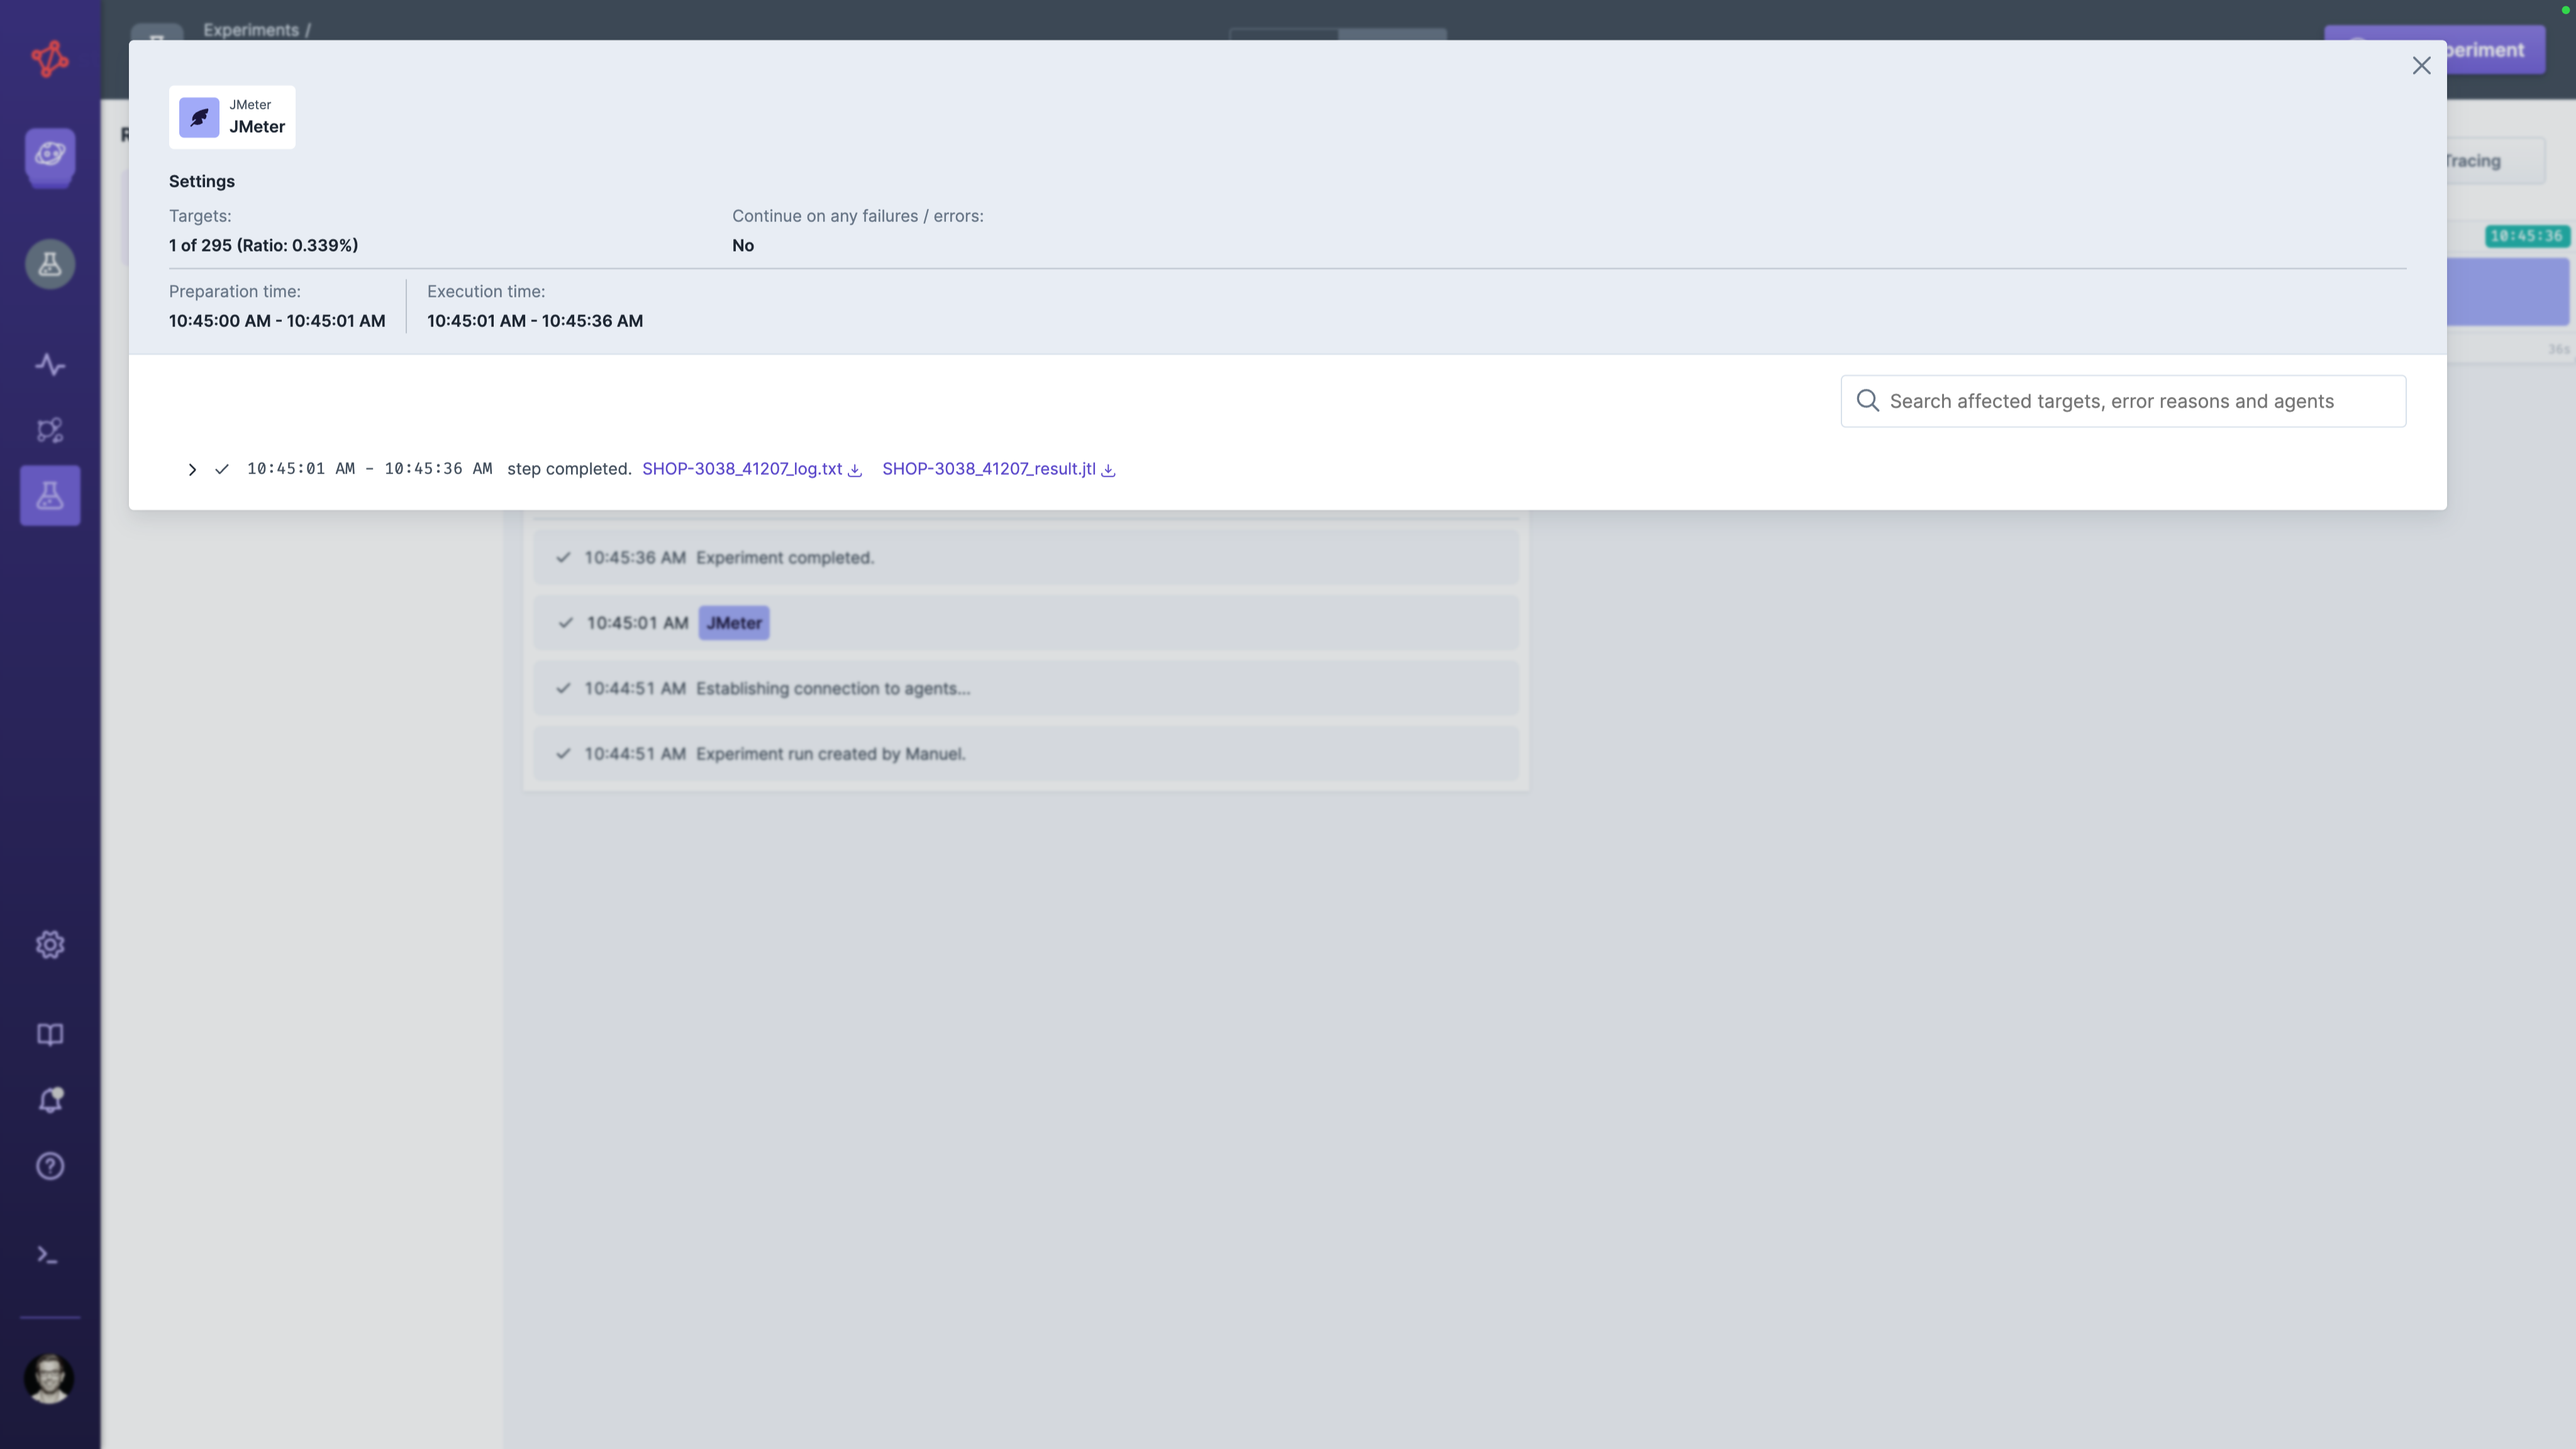 Experiments /
periment
JMeter
JMeter
Settings
Targets:
1 of 295 (Ratio: 0.339%)
Continue on any failures / errors:
No
Preparation time:
10:45:00 AM - 10:45:01 AM
Execution time:
10:45:01 AM - 10:45:36 AM
Tracing
10:45:36
36s
Search affected targets, error reasons and agents
10:45:01 AM - 10:45:36 AM step completed. SHOP-3038_41207_log.txt SHOP-3038_41207_result.jtl
10:45:36 AM Experiment completed.
10:45:01 AM JMeter
10:44:51 AM Establishing connection to agents...
10:44:51 AM Experiment run created by Manuel.